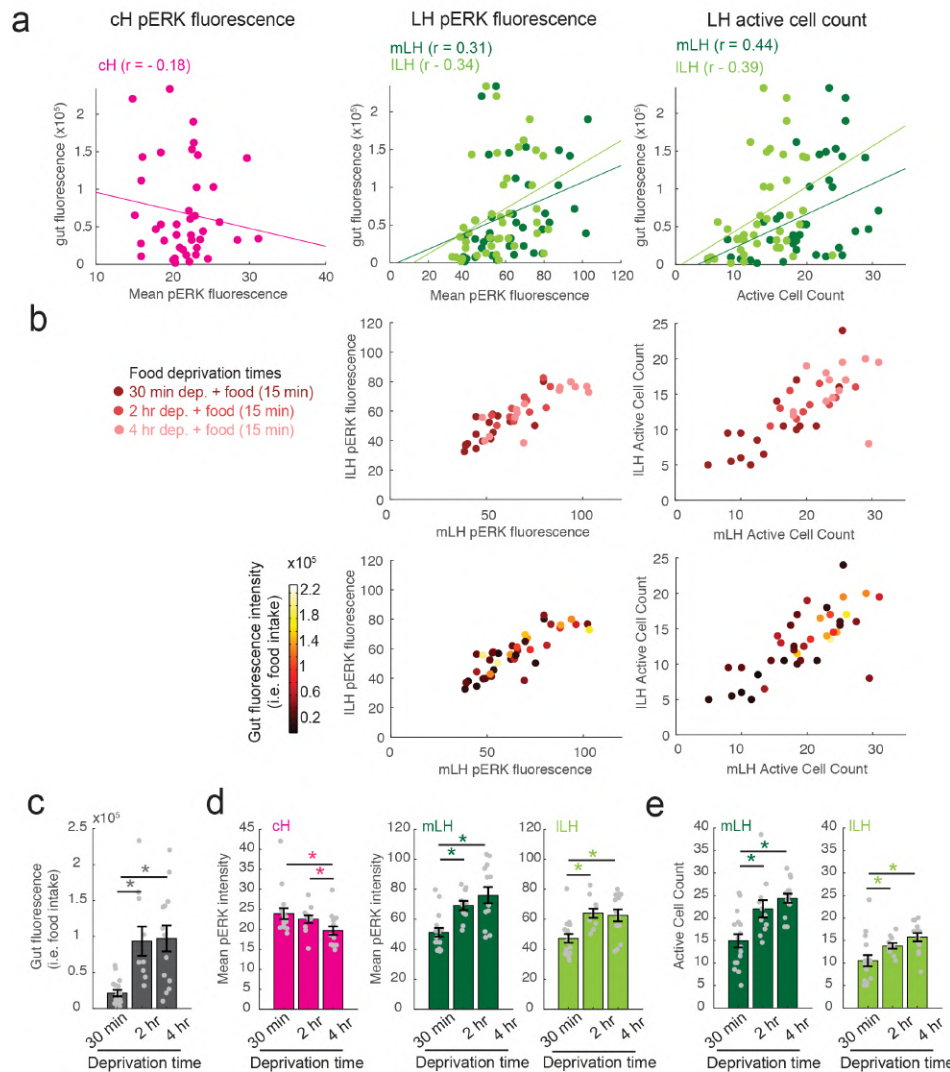 a
cH pERK fluorescence
LH pERK fluorescence
LH active cell count
cH (r = - 0.18)
mLH (r = 0.31)
lLH (r - 0.34)
mLH (r = 0.44)
lLH (r - 0.39)
gut fluorescence (x10⁵)
2
1.5
1
0.5
0
10 20 30 40
Mean pERK fluorescence
gut fluorescence (x10⁵)
2
1.5
1
0.5
0
0 20 40 60 80 100 120
Mean pERK fluorescence
gut fluorescence (x10⁵)
2
1.5
1
0.5
0
0 10 20 30
Active Cell Count
b
Food deprivation times
30 min dep. + food (15 min)
2 hr dep. + food (15 min)
4 hr dep. + food (15 min)
lLH pERK fluorescence
120
100
80
60
40
20
0
0 50 100
mLH pERK fluorescence
lLH Active Cell Count
25
20
15
10
5
0
0 10 20 30
mLH Active Cell Count
Gut fluorescence intensity
(i.e. food intake)
x10⁵
2.2
1.8
1.4
1
0.6
0.2
lLH pERK fluorescence
120
100
80
60
40
20
0
0 50 100
mLH pERK fluorescence
lLH Active Cell Count
25
20
15
10
5
0
0 10 20 30
mLH Active Cell Count
c
x10⁵
Gut fluorescence
(i.e. food intake)
2.5
2
1.5
1
0.5
0
* *
30 min 2 hr 4 hr
Deprivation time
d
cH
Mean pERK intensity
45
40
35
30
25
20
15
10
5
0
*
*
30 min 2 hr 4 hr
Deprivation time
mLH
Mean pERK intensity
120
100
80
60
40
20
0
* *
30 min 2 hr 4 hr
Deprivation time
lLH
120
100
80
60
40
20
0
* *
30 min 2 hr 4 hr
Deprivation time
e
mLH
Active Cell Count
40
35
30
25
20
15
10
5
0
* *
30 min 2 hr 4 hr
Deprivation time
lLH
40
35
30
25
20
15
10
5
0
* *
30 min 2 hr 4 hr
Deprivation time